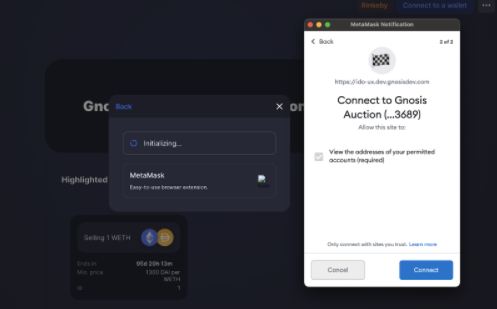 Rinkeby
Connect to a wallet
MetaMask Notification
Back
2 of 2
https://ido-ux.dev.gnosisdev.com
Connect to Gnosis
Auction (...3689)
Allow this site to:
View the addresses of your permitted
accounts (required)
Only connect with sites you trust. Learn more
Cancel
Connect
Back
Initializing...
MetaMask
Easy-to-use browser extension.
Gno
on
Highlighted
Selling 1 WETH
Ends in
95d 20h 13m
Min. price
1330 DAI per
WETH